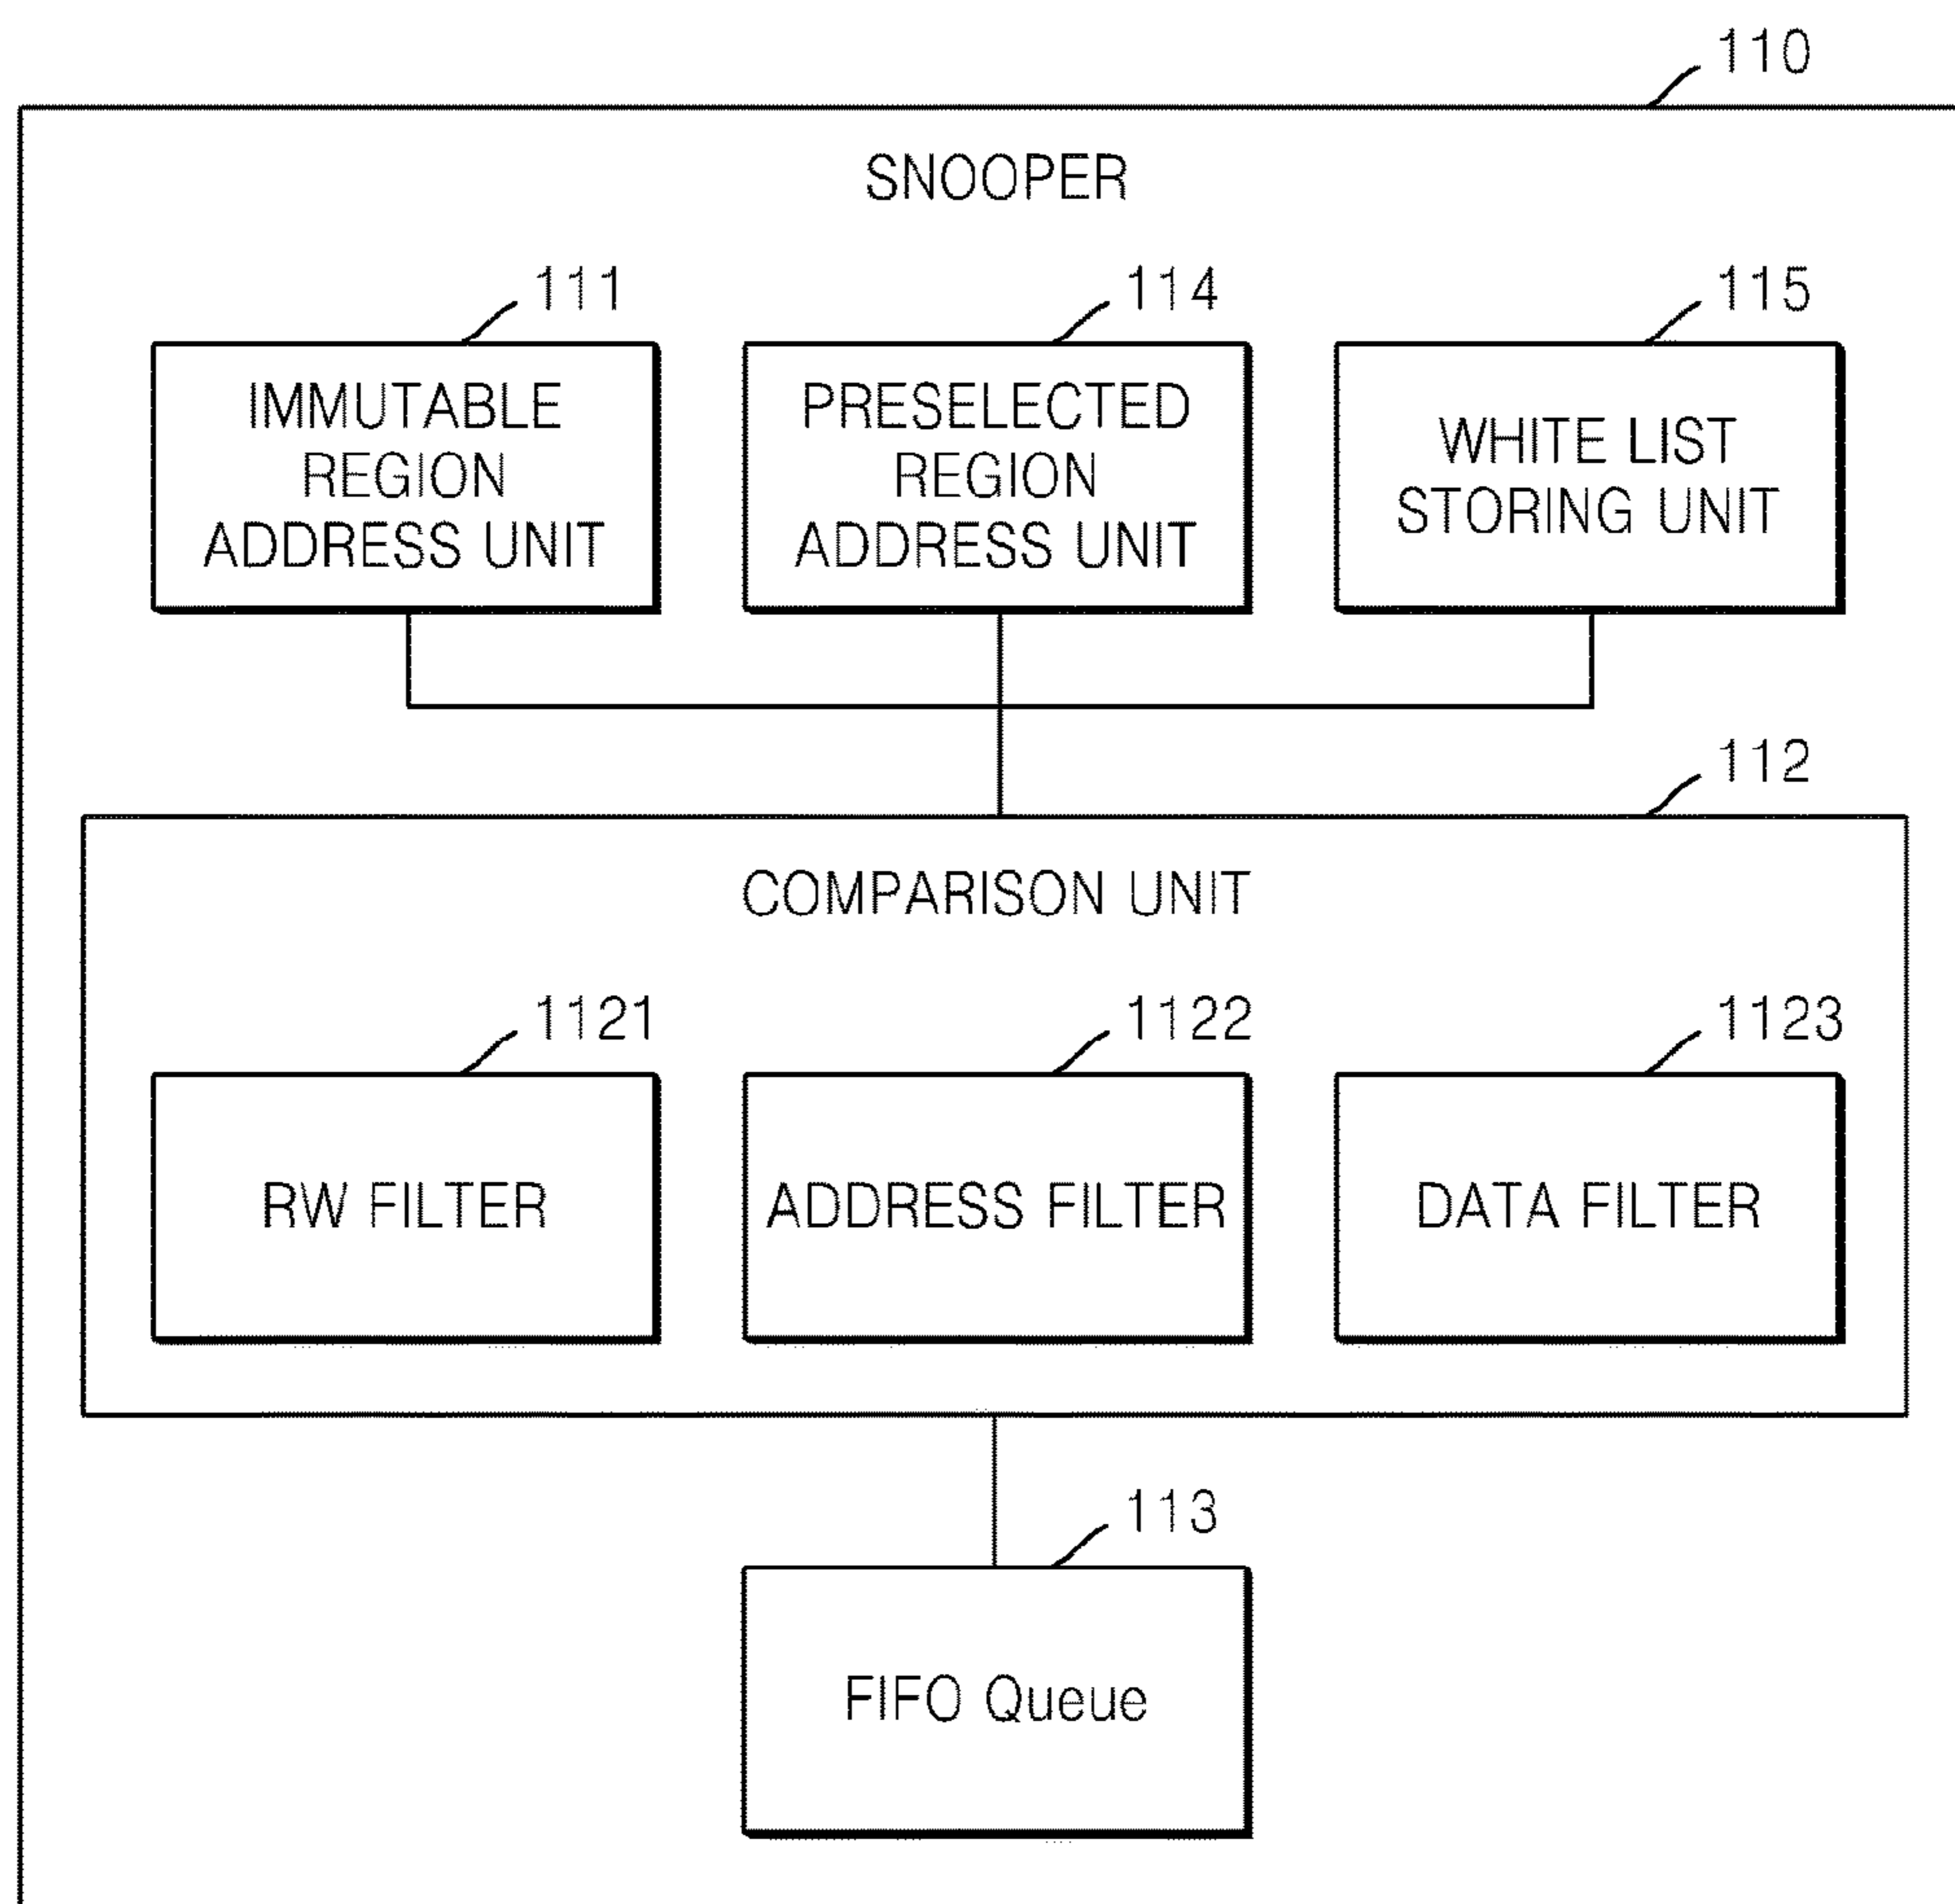 110
SNOOPER
111
114
115
IMMUTABLE
REGION
ADDRESS UNIT
PRESELECTED
REGION
ADDRESS UNIT
WHITE LIST
STORING UNIT
112
COMPARISON UNIT
1121
1122
1123
RW FILTER
ADDRESS FILTER
DATA FILTER
113
FIFO Queue